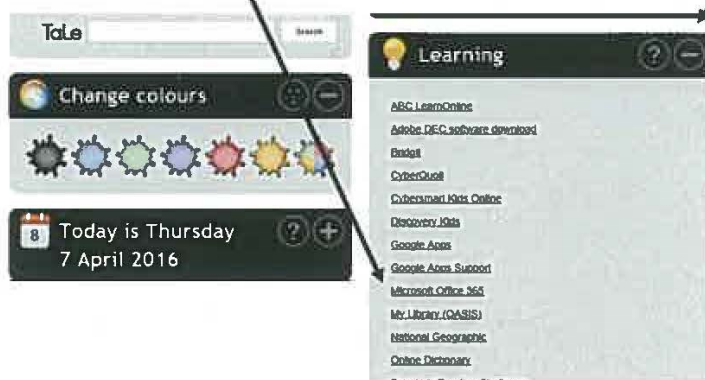 TaLe
Search
Change colours
8
Today is Thursday
7 April 2016
Learning
ABC LearnOnline
Adobe DEC software download
Bridgit
CyberQuoll
Cybersmart Kids Online
Discovery Kids
Google Apps
Google Apps Support
Microsoft Office 365
My Library (OASIS)
National Geographic
Online Dictionary